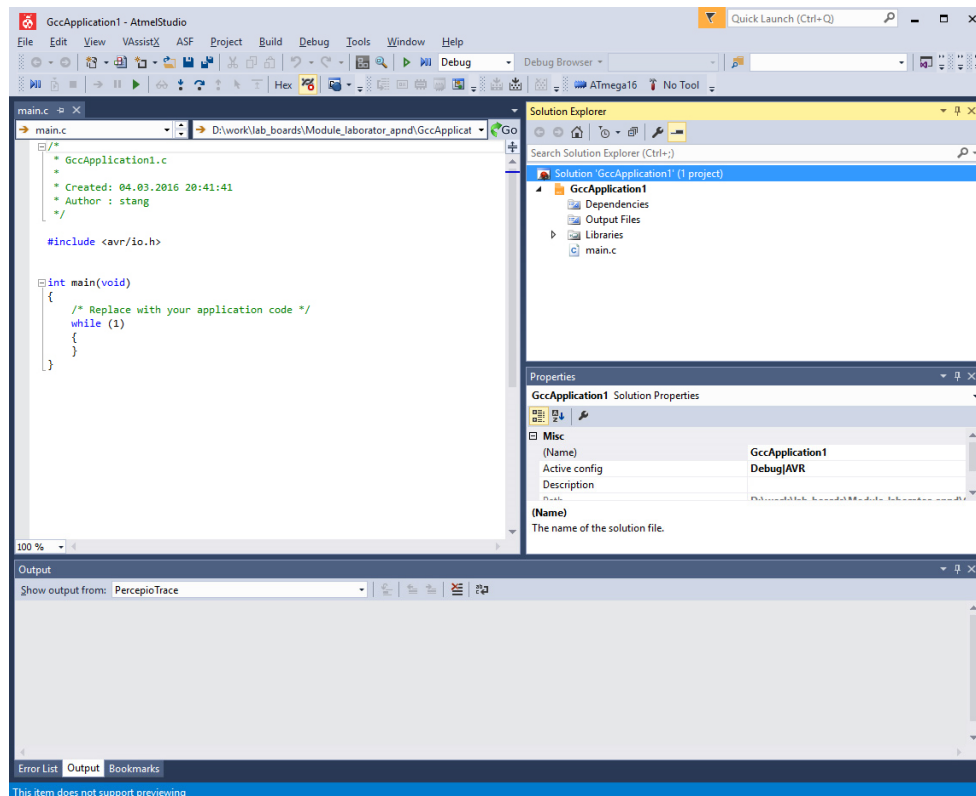 GccApplication1 - AtmelStudio
Quick Launch (Ctrl+Q)
File Edit View VAssistX ASF Project Build Debug Tools Window Help
Debug
Debug Browser
Hex
ATmega16 No Tool
main.c
main.c
D:\work\lab_boards\Module_laborator_apnd\GccApplicat
Go
/*
* GccApplication1.c
*
* Created: 04.03.2016 20:41:41
* Author : stang
*/
#include <avr/io.h>
int main(void)
{
/* Replace with your application code */
while (1)
{
}
}
100 %
Solution Explorer
Search Solution Explorer (Ctrl+;)
Solution 'GccApplication1' (1 project)
GccApplication1
Dependencies
Output Files
Libraries
main.c
Properties
GccApplication1 Solution Properties
Misc
(Name) GccApplication1
Active config Debug|AVR
Description
(Name)
The name of the solution file.
Output
Show output from: PercepioTrace
Error List Output Bookmarks
This item does not support previewing